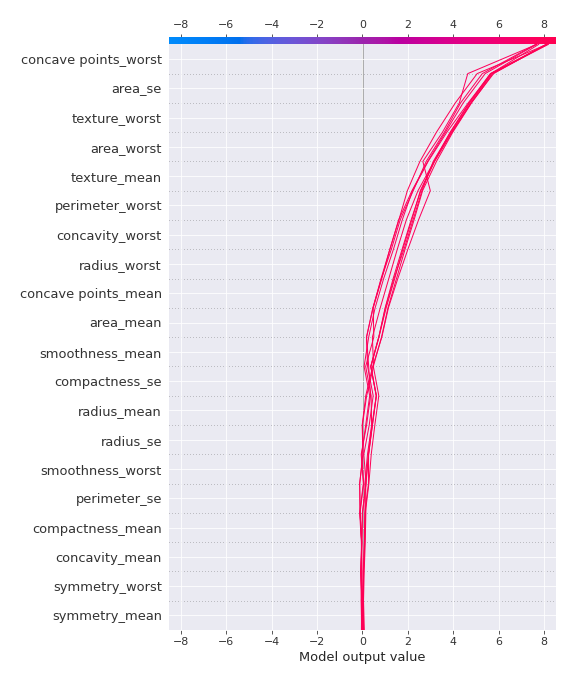 −8 −6 −4 −2 0 2 4 6 8
concave points_worst
area_se
texture_worst
area_worst
texture_mean
perimeter_worst
concavity_worst
radius_worst
concave points_mean
area_mean
smoothness_mean
compactness_se
radius_mean
radius_se
smoothness_worst
perimeter_se
compactness_mean
concavity_mean
symmetry_worst
symmetry_mean
−8 −6 −4 −2 0 2 4 6 8
Model output value